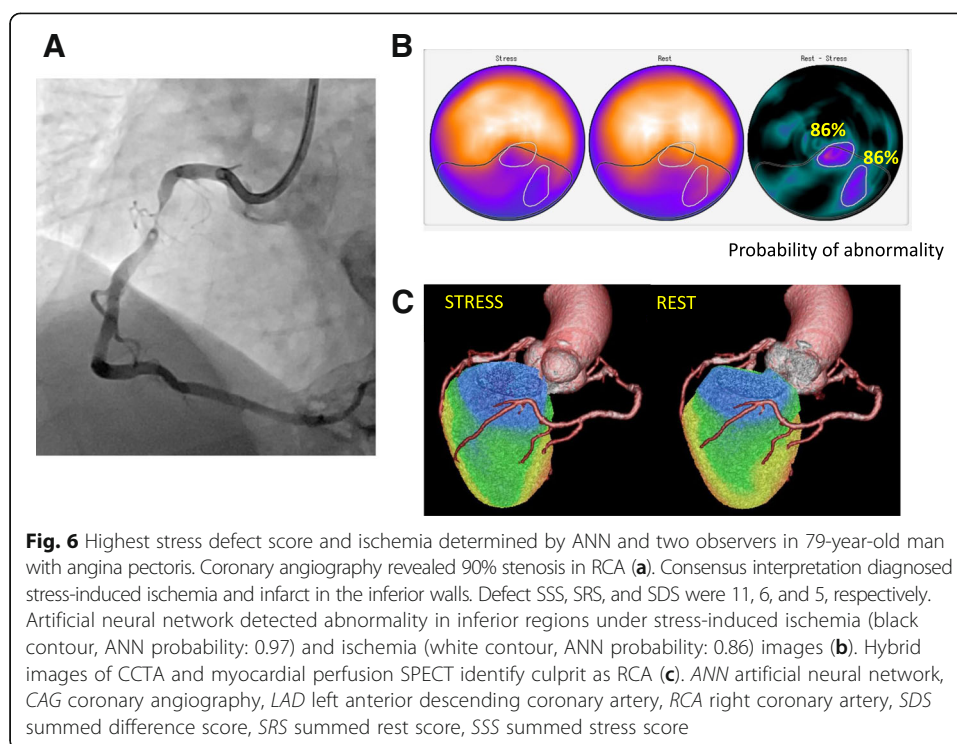 A
B
Stress
Rest
Rest - Stress
86%
86%
Probability of abnormality
C
STRESS
REST
Fig. 6 Highest stress defect score and ischemia determined by ANN and two observers in 79-year-old man
with angina pectoris. Coronary angiography revealed 90% stenosis in RCA (a). Consensus interpretation diagnosed
stress-induced ischemia and infarct in the inferior walls. Defect SSS, SRS, and SDS were 11, 6, and 5, respectively.
Artificial neural network detected abnormality in inferior regions under stress-induced ischemia (black
contour, ANN probability: 0.97) and ischemia (white contour, ANN probability: 0.86) images (b). Hybrid
images of CCTA and myocardial perfusion SPECT identify culprit as RCA (c). ANN artificial neural network,
CAG coronary angiography, LAD left anterior descending coronary artery, RCA right coronary artery, SDS
summed difference score, SRS summed rest score, SSS summed stress score